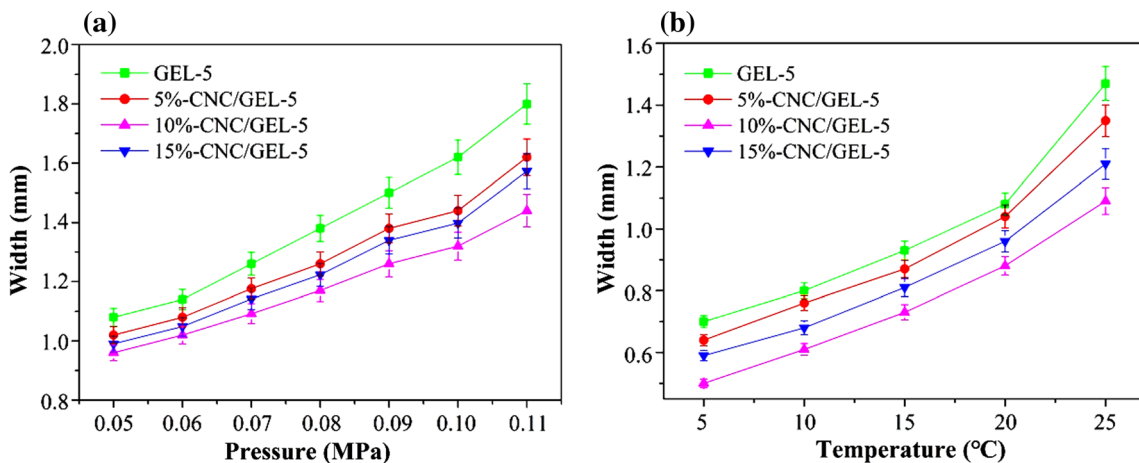 (a)
2.0
1.8
1.6
1.4
1.2
1.0
0.8
Width (mm)
GEL-5
5%-CNC/GEL-5
10%-CNC/GEL-5
15%-CNC/GEL-5
0.05 0.06 0.07 0.08 0.09 0.10 0.11
Pressure (MPa)
(b)
1.6
1.4
1.2
1.0
0.8
0.6
Width (mm)
GEL-5
5%-CNC/GEL-5
10%-CNC/GEL-5
15%-CNC/GEL-5
5 10 15 20 25
Temperature (°C)